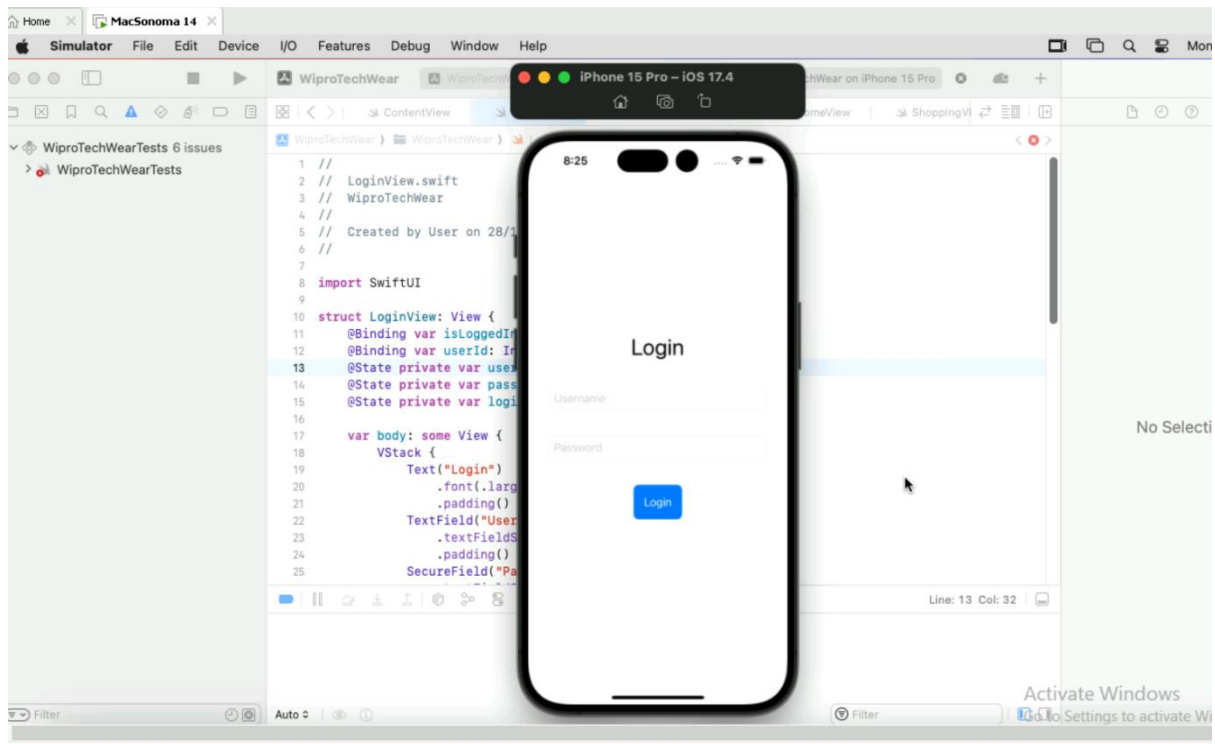 Home
MacSonoma 14
Simulator File Edit Device I/O Features Debug Window Help
Mon
WiproTechWear
WiproTechW
iPhone 15 Pro – iOS 17.4
hWear on iPhone 15 Pro
ContentView
meView
ShoppingVi
WiproTechWear
WiproTechWear
WiproTechWearTests 6 issues
WiproTechWearTests
1 //
2 // LoginView.swift
3 // WiproTechWear
4 //
5 // Created by User on 28/1
6 //
7
8 import SwiftUI
9
10 struct LoginView: View {
11 @Binding var isLoggedIn
12 @Binding var userId: In
13 @State private var user
14 @State private var pass
15 @State private var logi
16
17 var body: some View {
18 VStack {
19 Text("Login")
20 .font(.larg
21 .padding()
22 TextField("User
23 .textFieldS
24 .padding()
25 SecureField("Pa
8:25
Login
Username
Password
Login
No Selecti
Line: 13 Col: 32
Filter
Auto
Filter
Activate Windows
Go to Settings to activate Wi